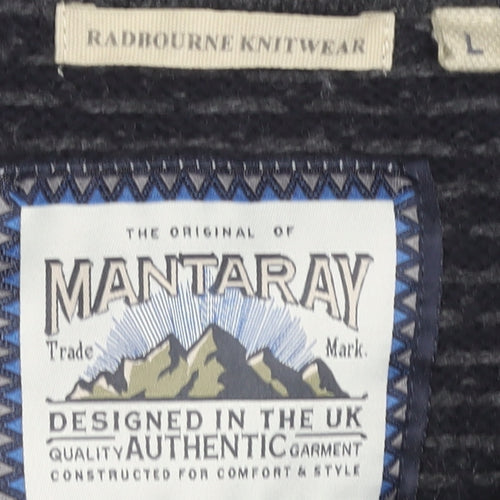 RADBOURNE KNITWEAR
L
THE ORIGINAL OF
MANTARAY
Trade Mark.
DESIGNED IN THE UK
QUALITY AUTHENTIC GARMENT
CONSTRUCTED FOR COMFORT & STYLE